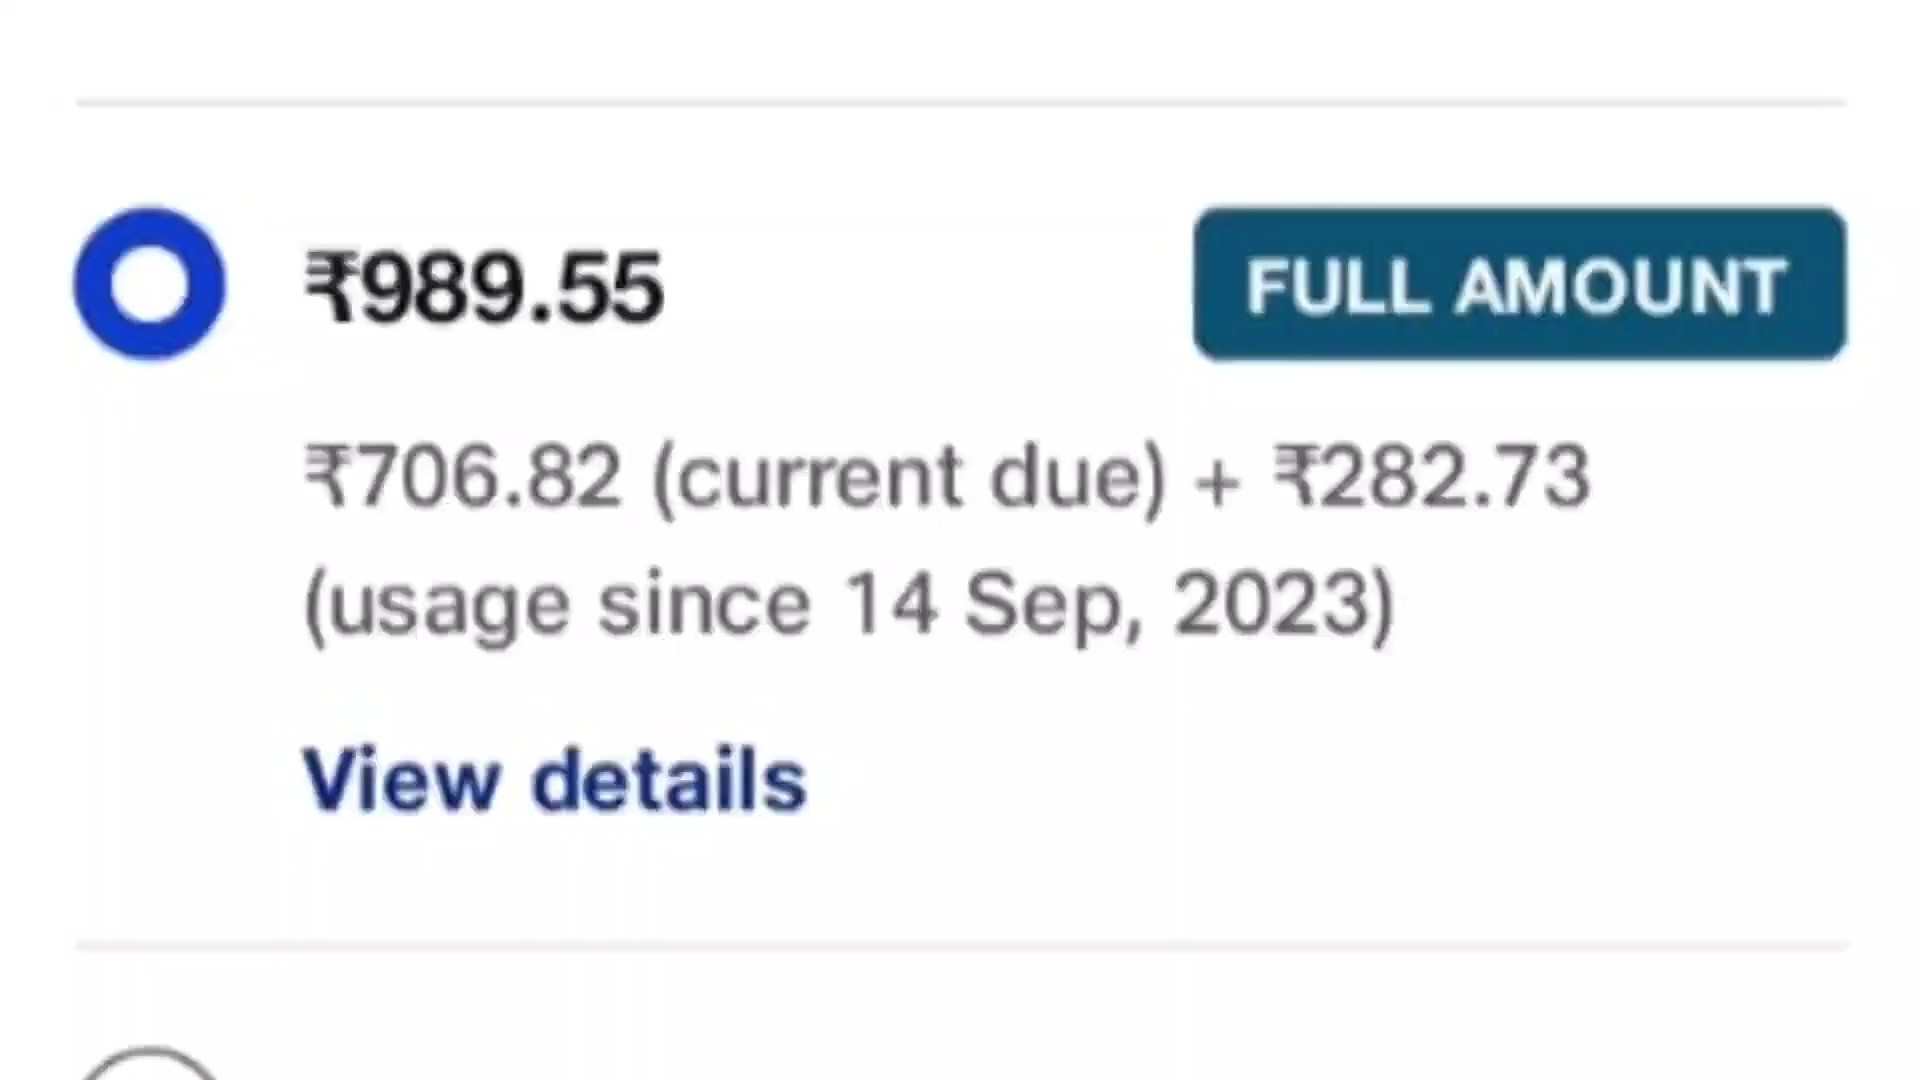 ₹989.55
FULL AMOUNT
₹706.82 (current due) + ₹282.73
(usage since 14 Sep, 2023)
View details